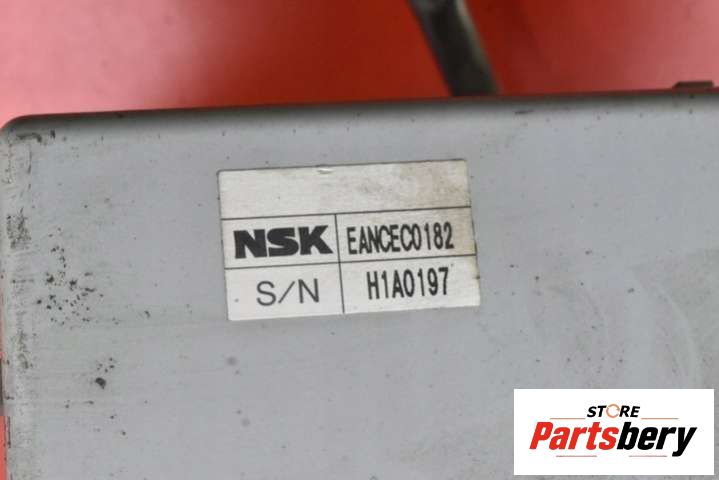 NSK EANCEC0182
S/N H1A0197
STORE
Partsbery